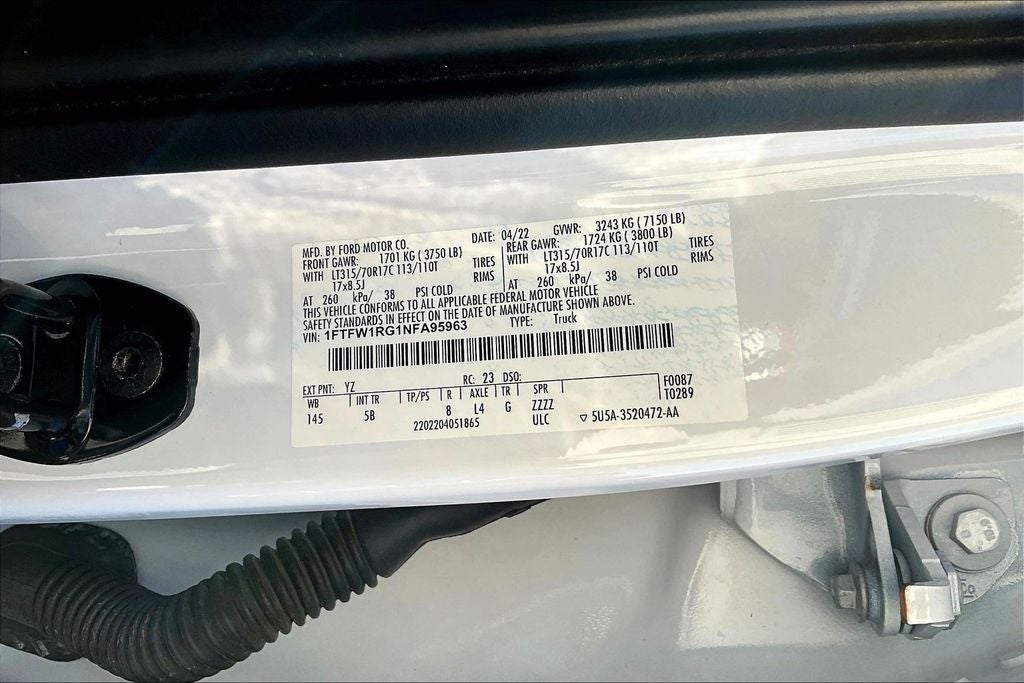 MFD. BY FORD MOTOR CO. DATE: 04/22 GVWR: 3243 KG ( 7150 LB)
FRONT GAWR: 1701 KG ( 3750 LB) REAR GAWR: 1724 KG ( 3800 LB)
WITH LT315/70R17C 113/110T TIRES WITH LT315/70R17C 113/110T TIRES
17x8.5J RIMS 17x8.5J RIMS
AT 260 kPa/ 38 PSI COLD AT 260 kPa/ 38 PSI COLD
THIS VEHICLE CONFORMS TO ALL APPLICABLE FEDERAL MOTOR VEHICLE
SAFETY STANDARDS IN EFFECT ON THE DATE OF MANUFACTURE SHOWN ABOVE.
VIN: 1FTFW1RG1NFA95963 TYPE: Truck
EXT PNT: YZ RC: 23 DSO: F0087
WB INT TR TP/PS R AXLE TR SPR T0289
145 5B 8 L4 G ZZZZ
2202204051865 ULC ▽ 5U5A-3520472-AA